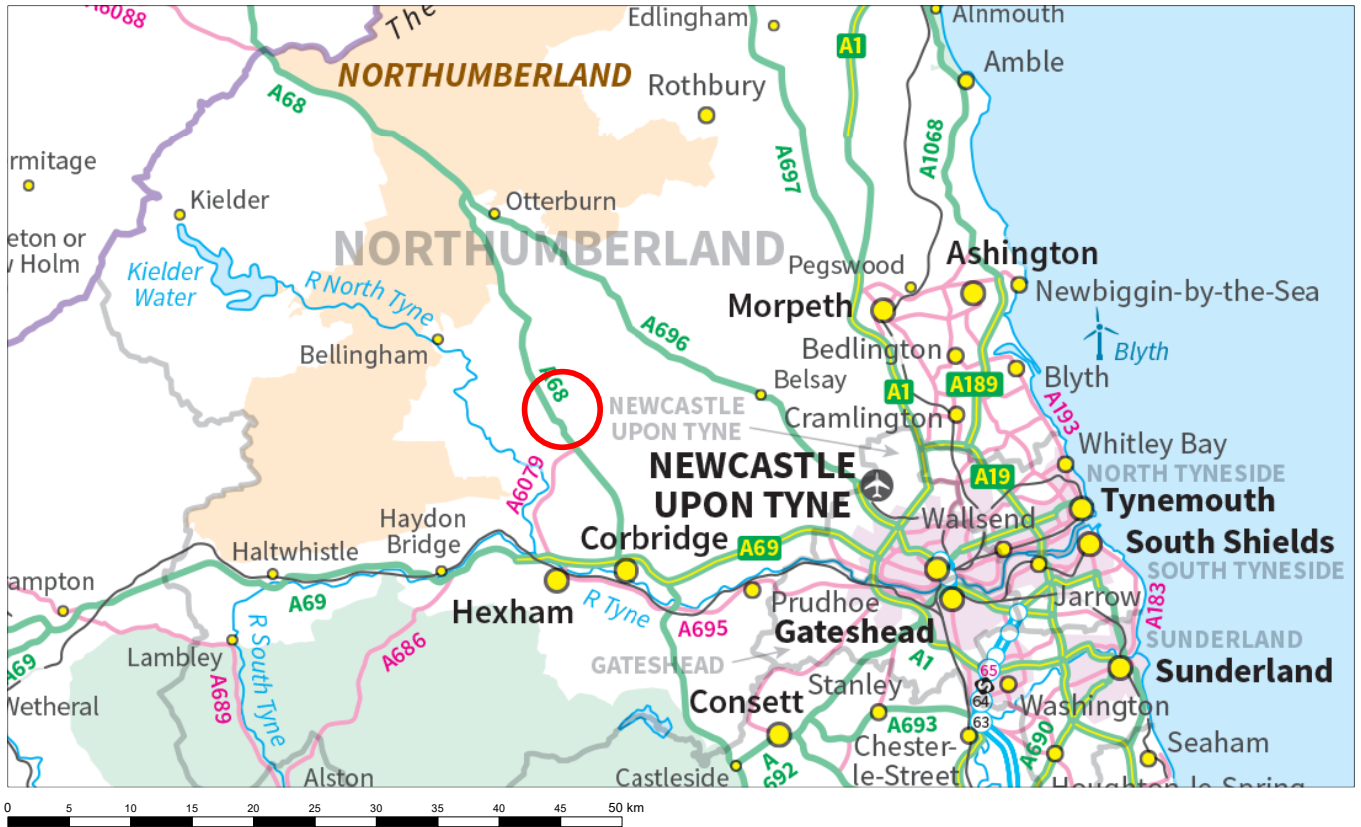 A6088
The
Edlingham
A1
Alnmouth
NORTHUMBERLAND
Rothbury
Amble
A68
A697
A1068
rmitage
Kielder
Otterburn
eton or
w Holm
NORTHUMBERLAND
Kielder
Water
R North Tyne
Pegswood
Ashington
Newbiggin-by-the-Sea
Morpeth
A696
Bellingham
Bedlington
Blyth
A68
Belsay
A1
A189
Blyth
NEWCASTLE
UPON TYNE
Cramlington
A193
Whitley Bay
NEWCASTLE
UPON TYNE
A19
NORTH TYNESIDE
A6079
Tynemouth
Haydon
Bridge
Wallsend
Haltwhistle
Corbridge
A69
South Shields
SOUTH TYNESIDE
ampton
A69
Hexham
R Tyne
Prudhoe
Jarrow
A183
R South Tyne
A695
Gateshead
SUNDERLAND
A69
Lambley
A686
GATESHEAD
A1
65
Sunderland
A689
Wetheral
Consett
Stanley
64
Washington
A693
63
A690
Seaham
Chester-
le-Street
Alston
Castleside
A
692
Houghton-le-Spring
0 5 10 15 20 25 30 35 40 45 50 km